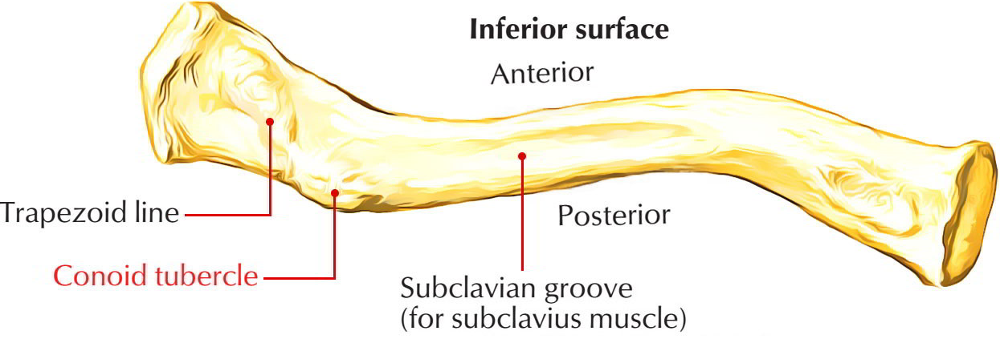 Inferior surface
Anterior
Trapezoid line
Posterior
Conoid tubercle
Subclavian groove
(for subclavius muscle)